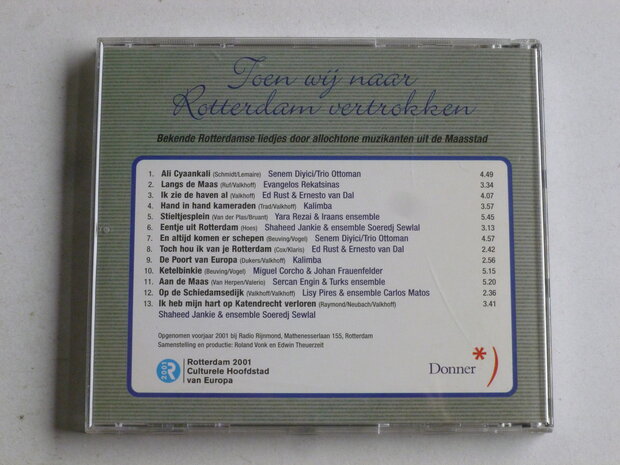 Toen wij naar
Rotterdam vertrokken
Bekende Rotterdamse liedjes door allochtone muzikanten uit de Maasstad
1. Ali Cyaankali (Schmidt/Lemaire) Senem Diyici/Trio Ottoman 4.49
2. Langs de Maas (Ruf/Valkhoff) Evangelos Rekatsinas 3.34
3. Ik zie de haven al (Valkhoff) Ed Rust & Ernesto van Dal 4.07
4. Hand in hand kameraden (Trad/Valkhoff) Kalimba 3.57
5. Stieltjesplein (Van der Plas/Bruant) Yara Rezai & Iraans ensemble 5.45
6. Eentje uit Rotterdam (Hoes) Shaheed Jankie & ensemble Soeredj Sewlal 3.13
7. En altijd komen er schepen (Beuving/Vogel) Senem Diyici/Trio Ottoman 4.57
8. Toch hou ik van je Rotterdam (Cox/Klaris) Ed Rust & Ernesto van Dal 2.42
9. De Poort van Europa (Dukers/Valkhoff) Kalimba 2.56
10. Ketelbinkie (Beuving/Vogel) Miguel Corcho & Johan Frauenfelder 5.15
11. Aan de Maas (Van Herpen/Valerio) Sercan Engin & Turks ensemble 5.20
12. Op de Schiedamsedijk (Valkhoff/Valkhoff) Lisy Pires & ensemble Carlos Matos 2.36
13. Ik heb mijn hart op Katendrecht verloren (Raymond/Neubach/Valkhoff) 3.41
Shaheed Jankie & ensemble Soeredj Sewlal
Opgenomen voorjaar 2001 bij Radio Rijnmond, Mathenesserlaan 155, Rotterdam
Samenstelling en productie: Roland Vonk en Edwin Theuerzeit
2001 R
Rotterdam 2001
Culturele Hoofdstad
van Europa
Donner *)